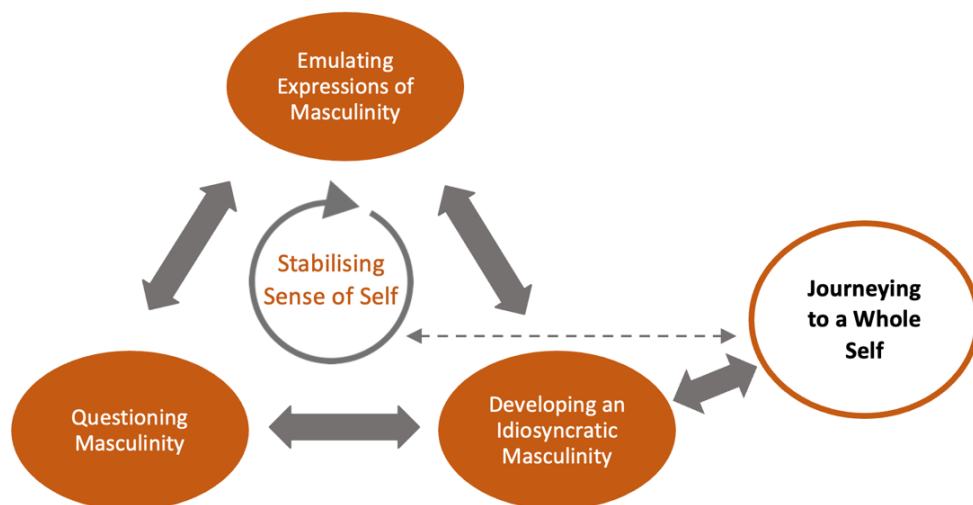 Emulating
Expressions of
Masculinity
Stabilising
Sense of Self
Journeying
to a Whole
Self
Questioning
Masculinity
Developing an
Idiosyncratic
Masculinity